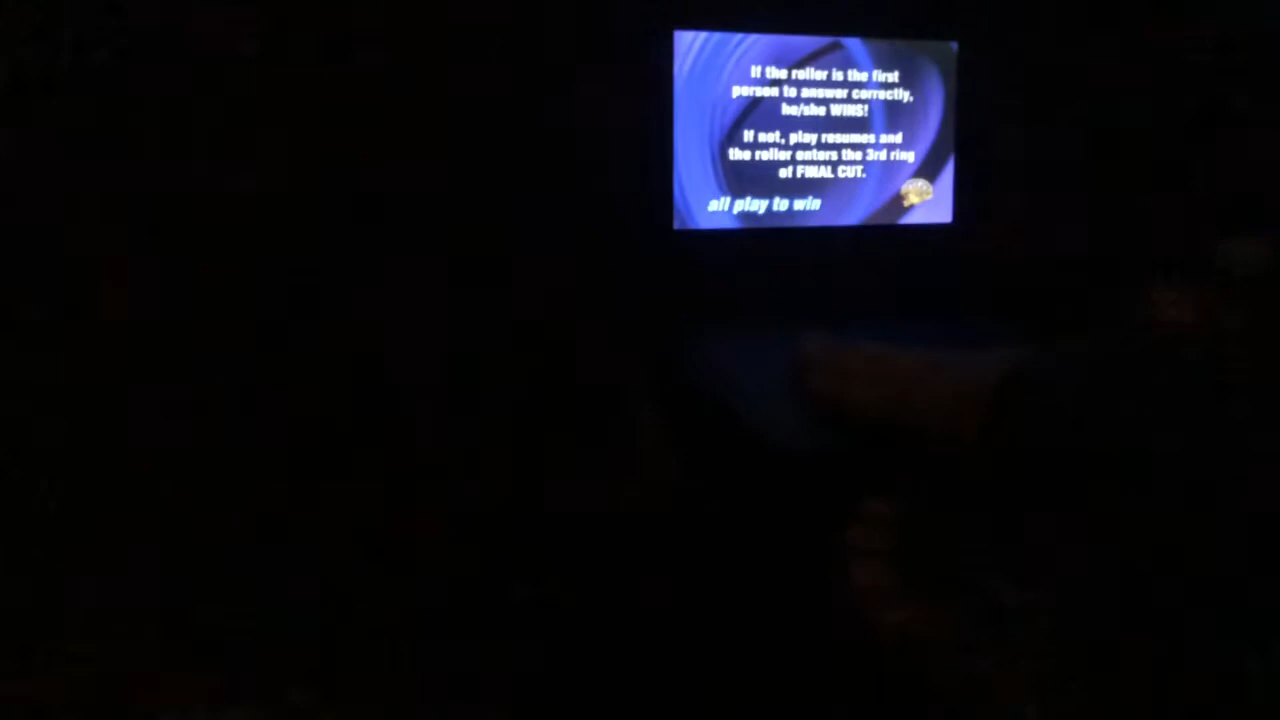 If the roller is the first
person to answer correctly,
he/she WINS!
If not, play resumes and
the roller enters the 3rd ring
of FINAL CUT.
all play to win